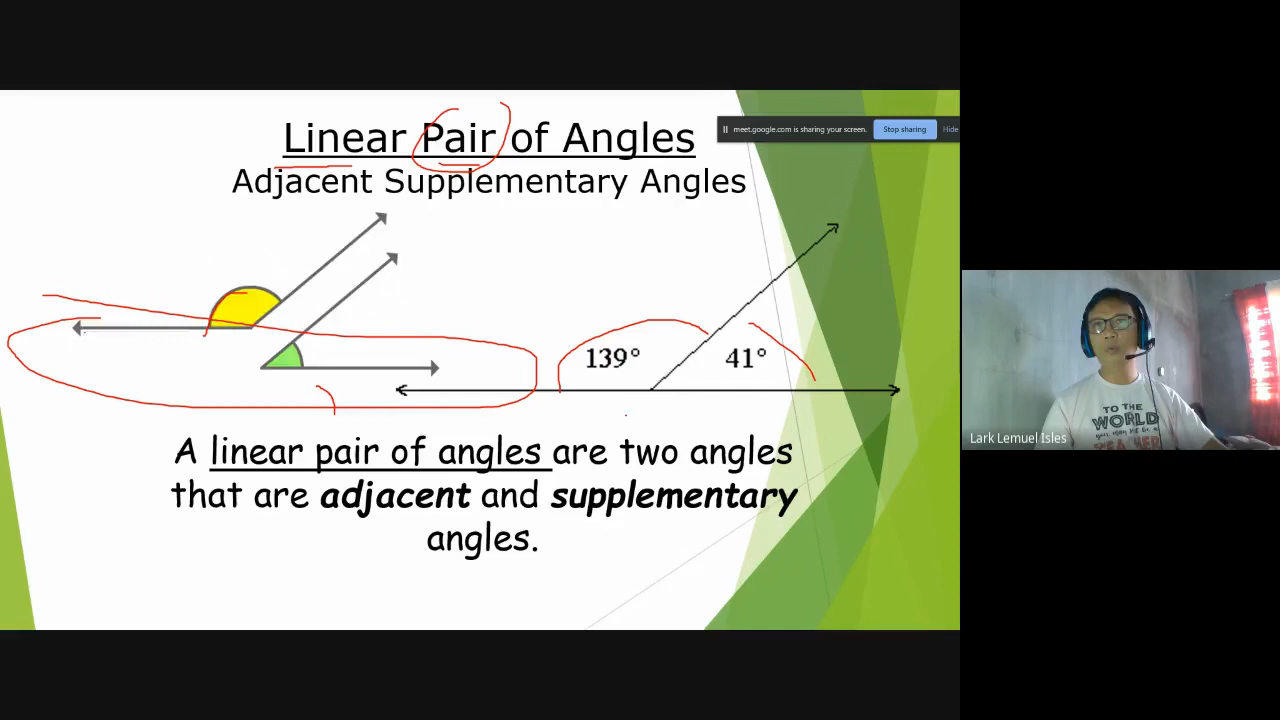 Linear Pair of Angles
meet.google.com is sharing your screen. Stop sharing Hide
Adjacent Supplementary Angles
139° 41°
A linear pair of angles are two angles
that are adjacent and supplementary
angles.
TO THE
WORLD
Lark Lemuel Isles